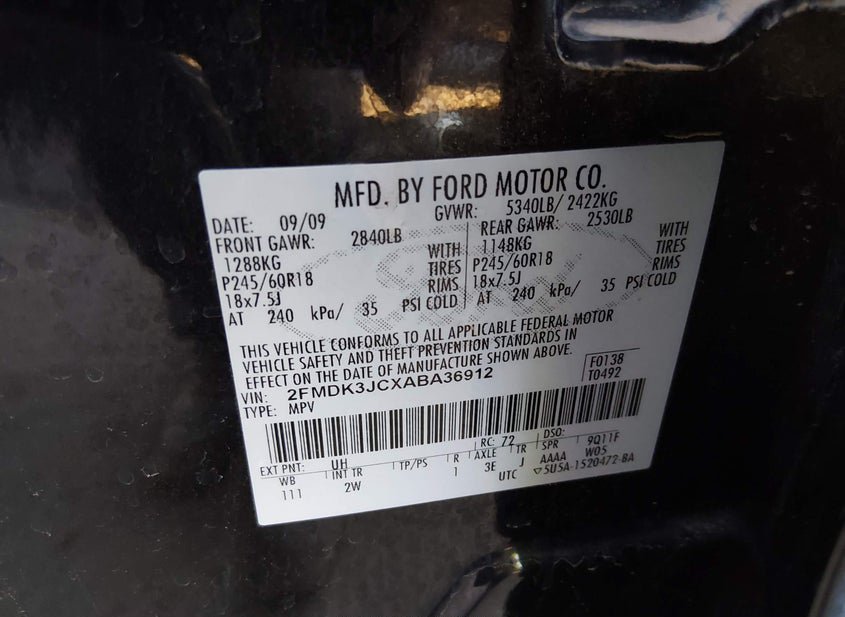 MFD. BY FORD MOTOR CO.
DATE: 09/09 GVWR: 5340LB/ 2422KG
FRONT GAWR: 2840LB REAR GAWR: 2530LB
1288KG WITH 1148KG WITH
P245/60R18 TIRES P245/60R18 TIRES
18x7.5J RIMS 18x7.5J RIMS
AT 240 kPa/ 35 PSI COLD AT 240 kPa/ 35 PSI COLD
THIS VEHICLE CONFORMS TO ALL APPLICABLE FEDERAL MOTOR
VEHICLE SAFETY AND THEFT PREVENTION STANDARDS IN
EFFECT ON THE DATE OF MANUFACTURE SHOWN ABOVE.
VIN: 2FMDK3JCXABA36912 F0138
TYPE: MPV T0492
EXT PNT: UH RC: 72 DSO: 9Q11F
WB INT TR TP/PS R AXLE TR SPR W05
111 2W 1 3E J AAAA
UTC ▽5U5A-1520472-BA